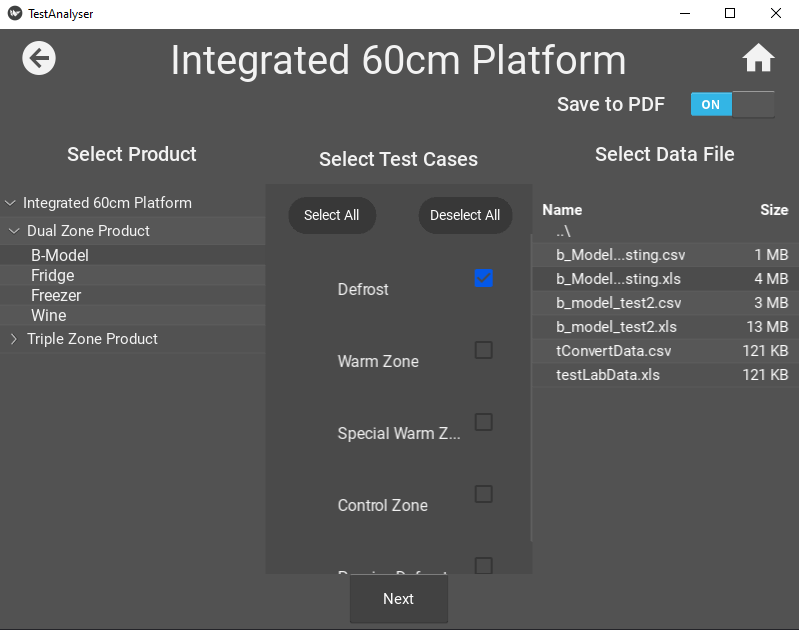 TestAnalyser
Integrated 60cm Platform
Save to PDF
ON
Select Product
Integrated 60cm Platform
Dual Zone Product
B-Model
Fridge
Freezer
Wine
Triple Zone Product
Select Test Cases
Select All
Deselect All
Defrost
Warm Zone
Special Warm Z...
Control Zone
Select Data File
Name Size
..\
b_Model...sting.csv 1 MB
b_Model...sting.xls 4 MB
b_model_test2.csv 3 MB
b_model_test2.xls 13 MB
tConvertData.csv 121 KB
testLabData.xls 121 KB
Next